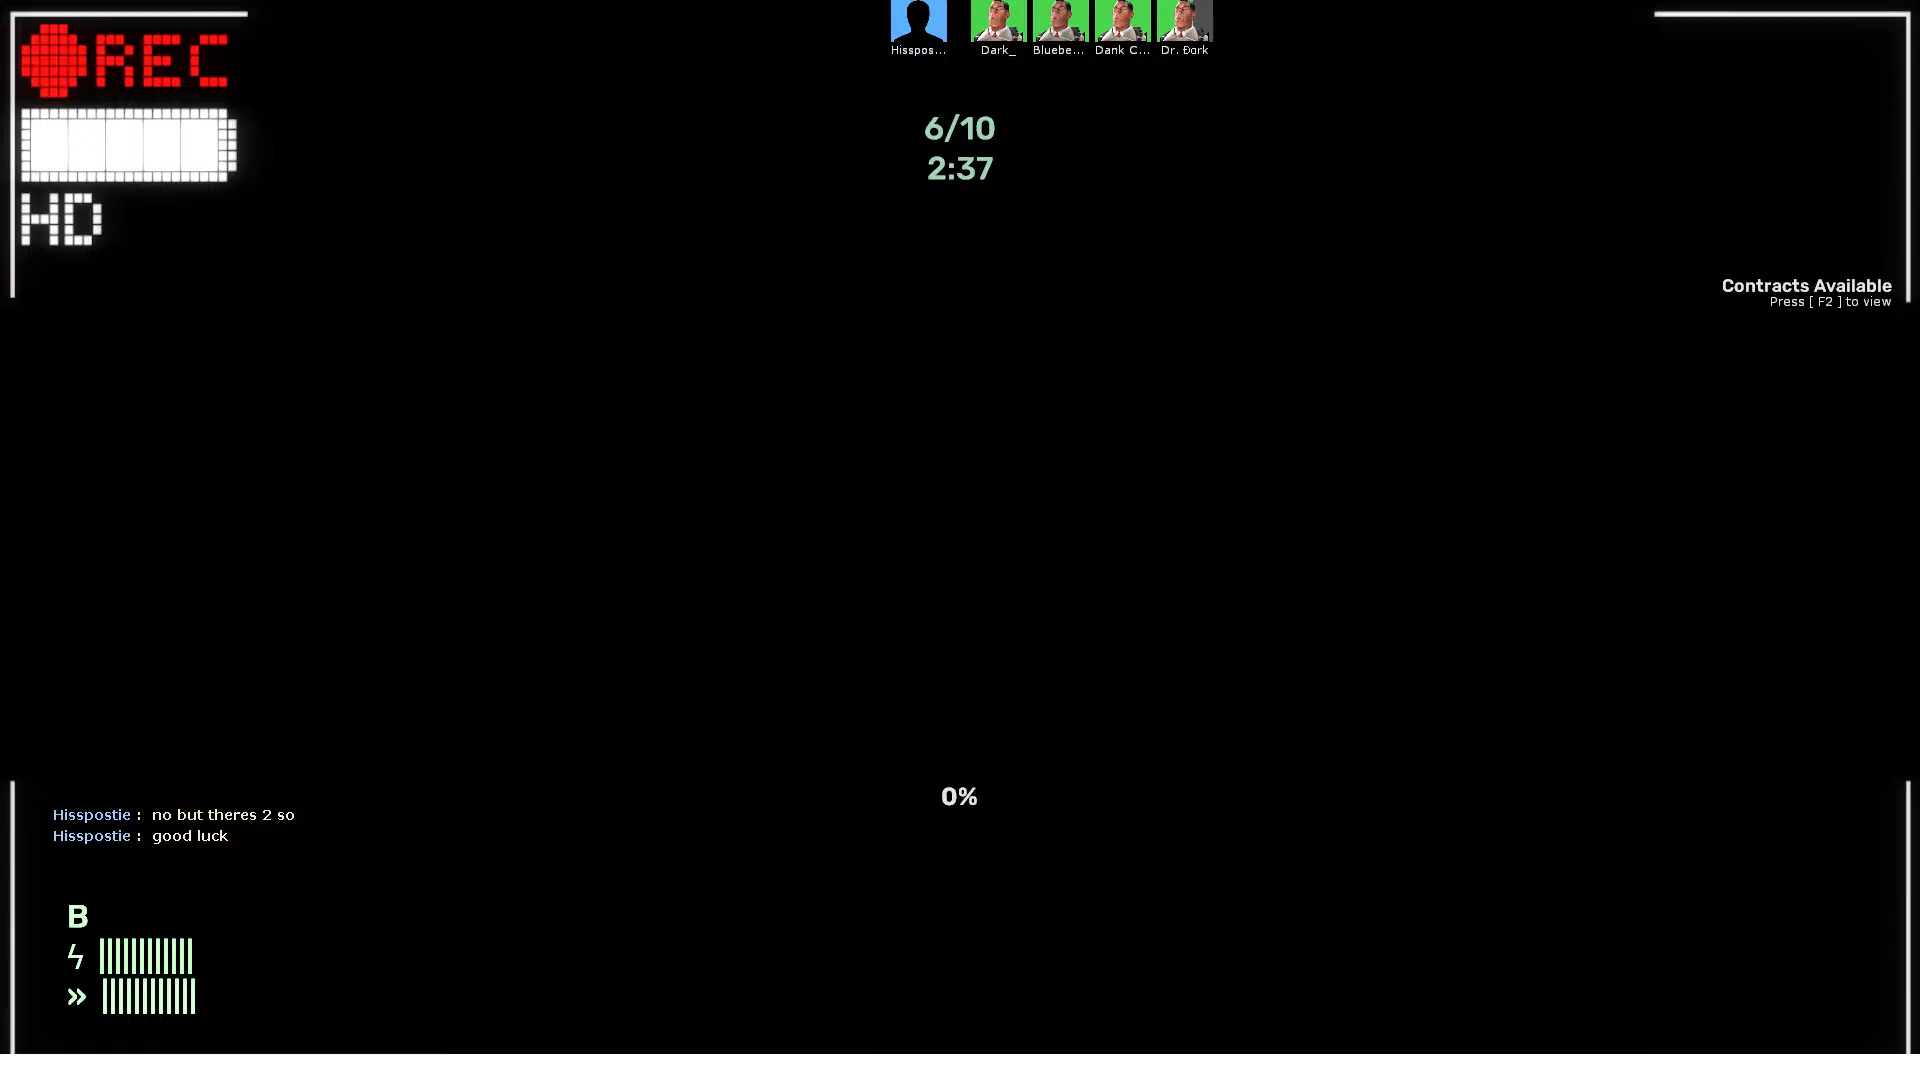 REC
HD
Hisspos...
Dark_
Bluebe...
Dank C...
Dr. Ðɑrk
6/10
2:37
Contracts Available
Press [ F2 ] to view
0%
Hisspostie : no but theres 2 so
Hisspostie : good luck
B